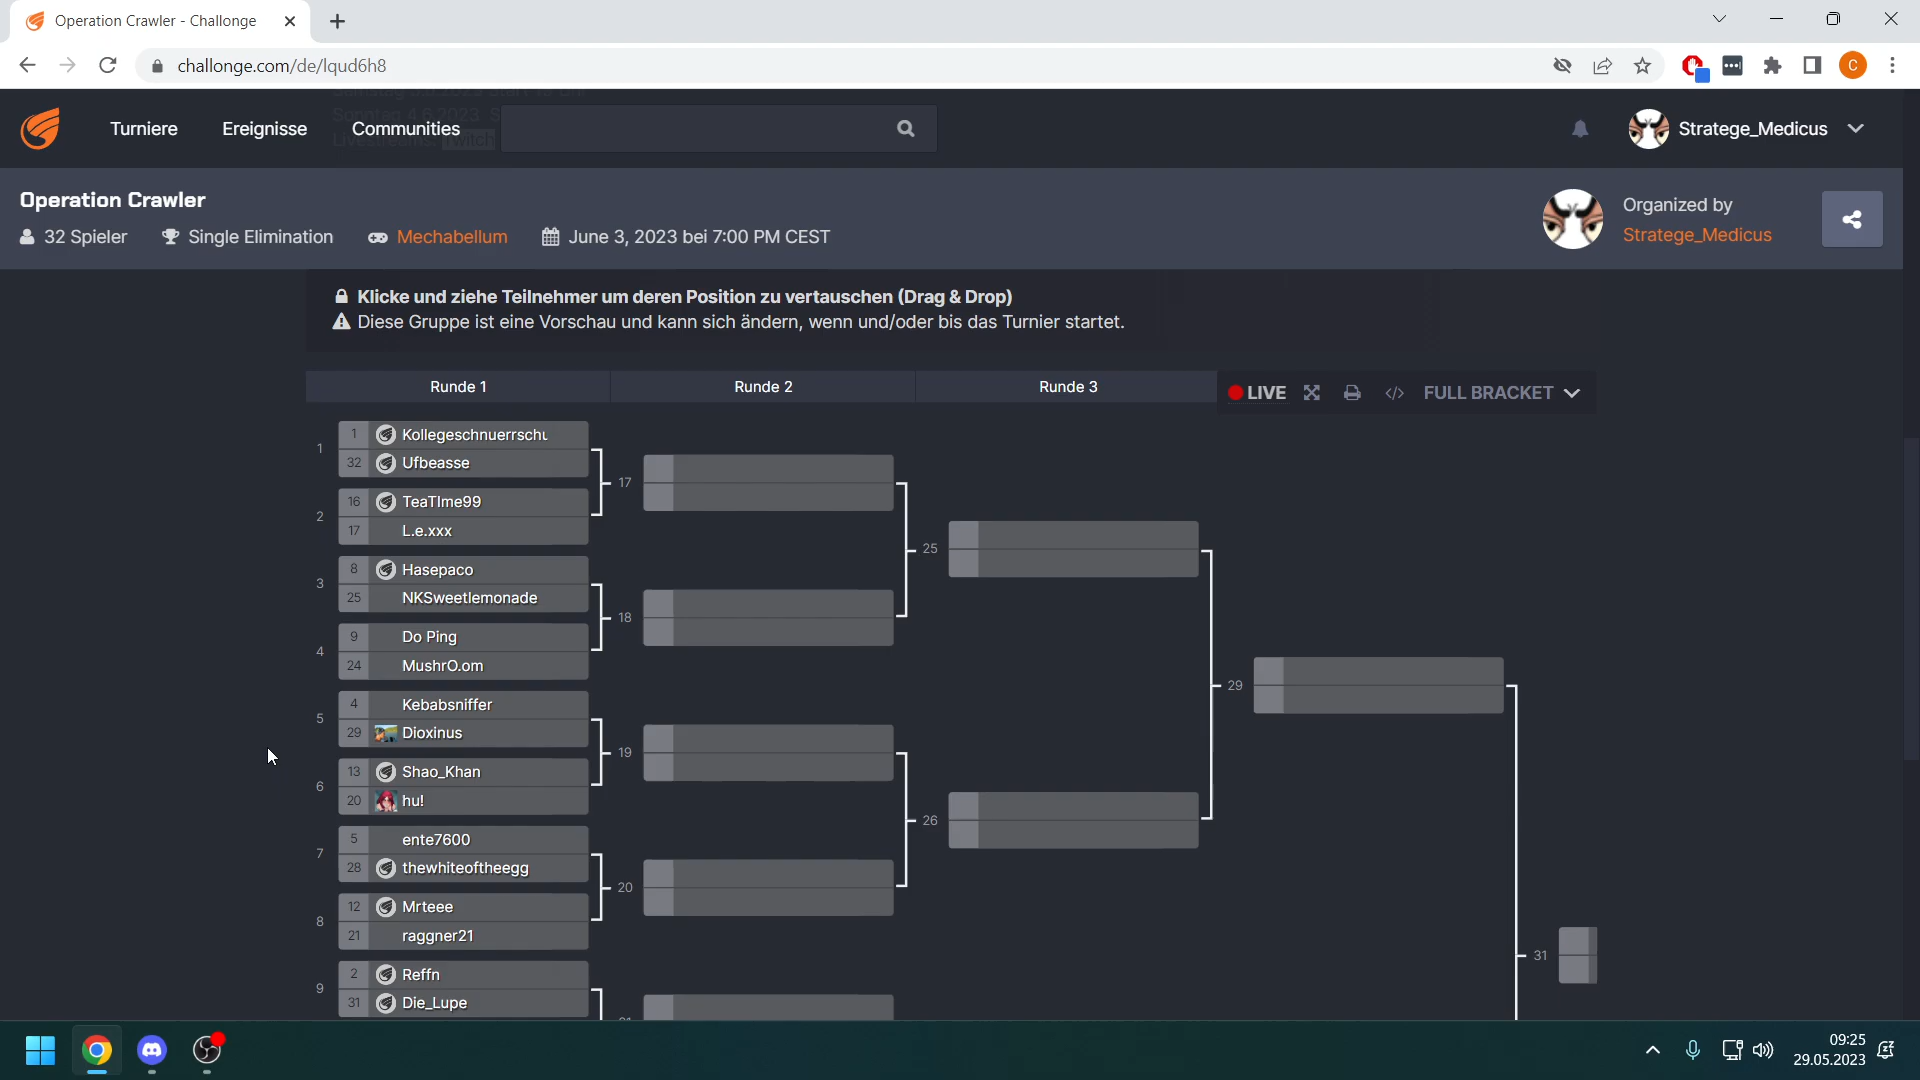 Operation Crawler - Challonge
challonge.com/de/lqud6h8
C
Turniere
Ereignisse
Communities
Stratege_Medicus
Sonntag 4.6.2023 S
Livestreams: Twitch
Operation Crawler
32 Spieler
Single Elimination
Mechabellum
June 3, 2023 bei 7:00 PM CEST
Organized by
Stratege_Medicus
Klicke und ziehe Teilnehmer um deren Position zu vertauschen (Drag & Drop)
Diese Gruppe ist eine Vorschau und kann sich ändern, wenn und/oder bis das Turnier startet.
Runde 1
Runde 2
Runde 3
LIVE
</>
FULL BRACKET
1
1 Kollegeschnuerrschu
32 Ufbeasse
2
16 TeaTIme99
17 L.e.xxx
3
8 Hasepaco
25 NKSweetlemonade
4
9 Do Ping
24 MushrO.om
5
4 Kebabsniffer
29 Dioxinus
6
13 Shao_Khan
20 hu!
7
5 ente7600
28 thewhiteoftheegg
8
12 Mrteee
21 raggner21
9
2 Reffn
31 Die_Lupe
17
18
19
20
25
26
29
31
09:25
29.05.2023